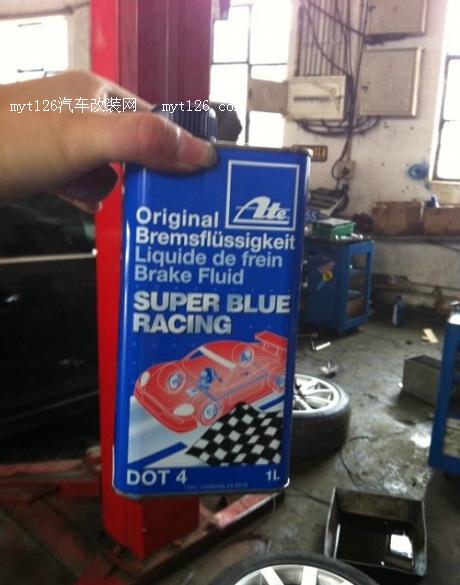 myt126汽车改装网 myt126.co
Ate
Original
Bremsflüssigkeit
Liquide de frein
Brake Fluid
SUPER BLUE
RACING
DOT 4 1L